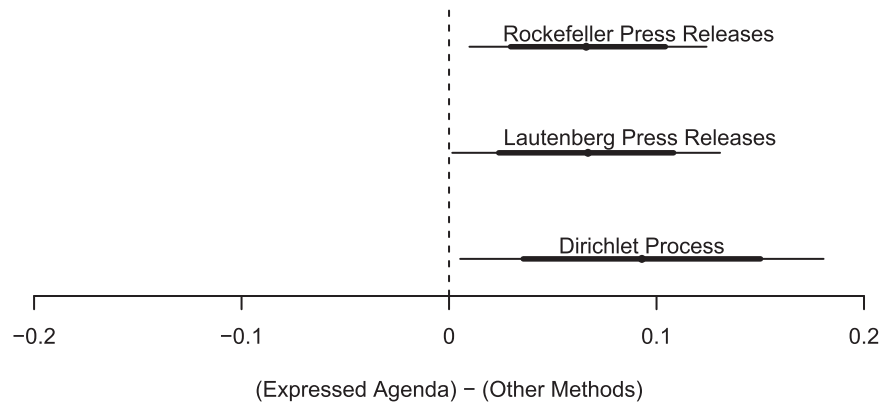 Rockefeller Press Releases
Lautenberg Press Releases
Dirichlet Process
−0.2 −0.1 0 0.1 0.2
(Expressed Agenda) − (Other Methods)